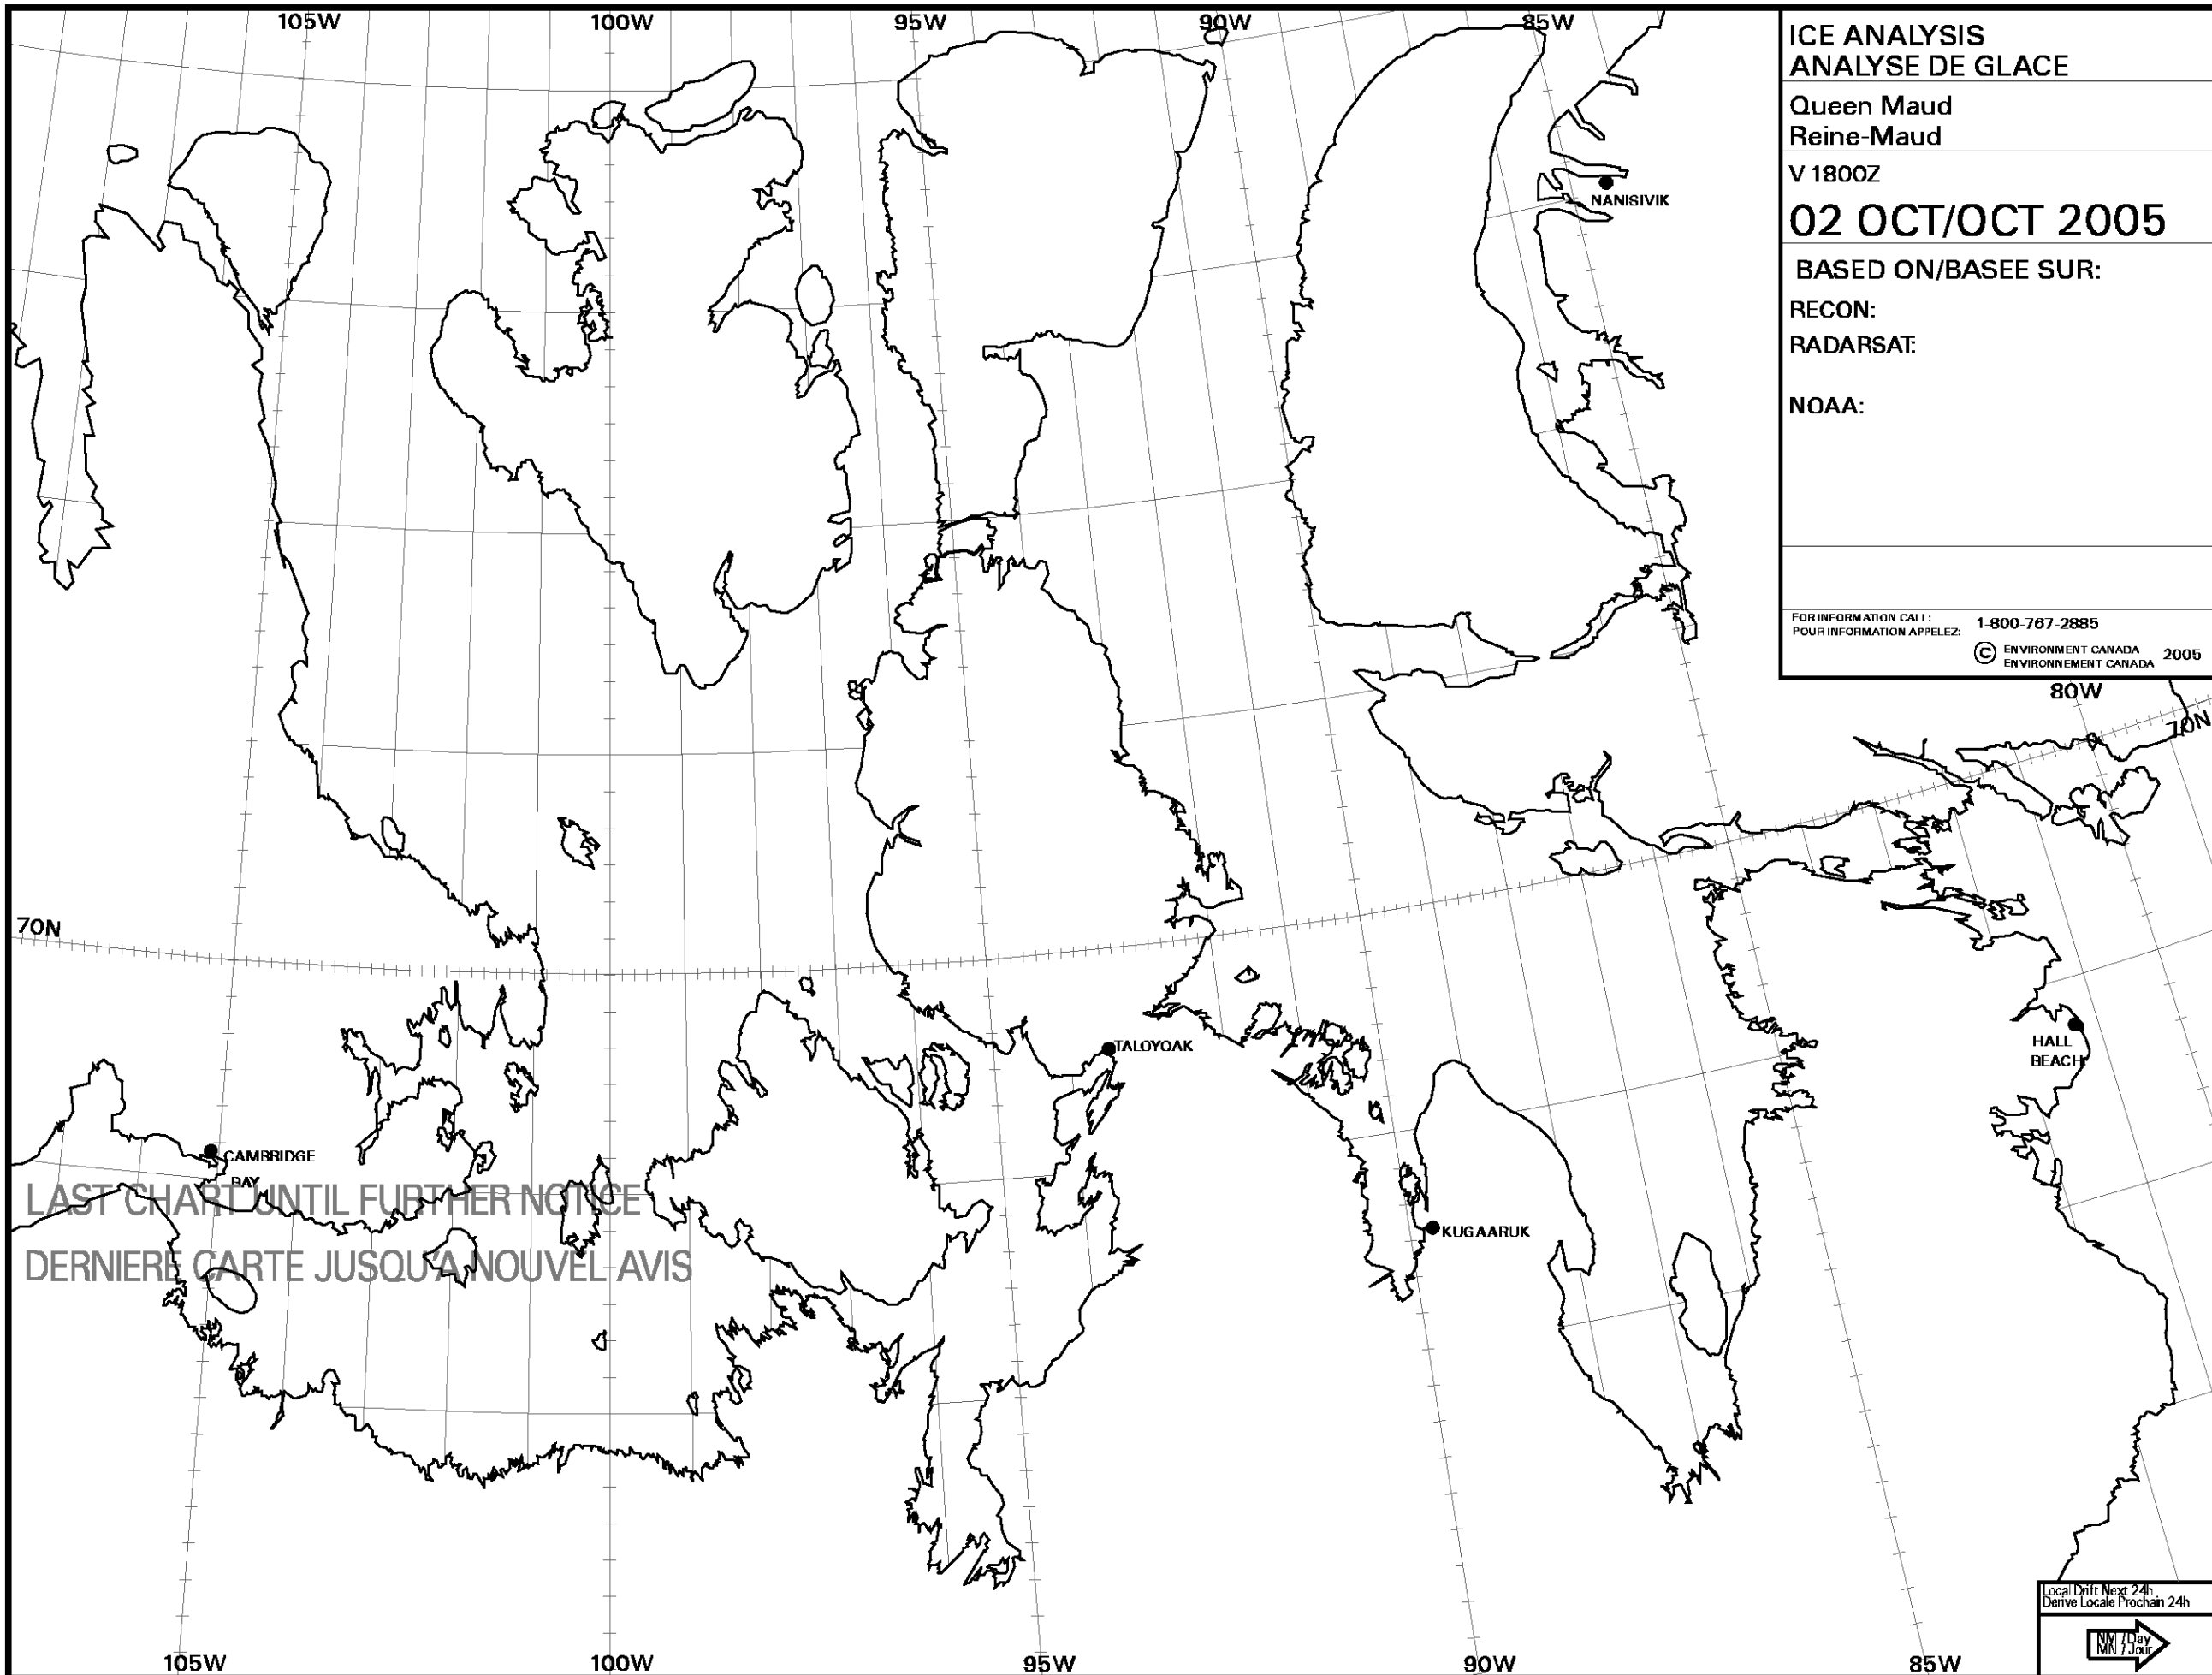 105W
100W
95W
90W
85W
ICE ANALYSIS
ANALYSE DE GLACE
Queen Maud
Reine-Maud
V 1800Z
02 OCT/OCT 2005
BASED ON/BASEE SUR:
RECON:
RADARSAT:
NOAA:
FOR INFORMATION CALL:
POUR INFORMATION APPELEZ:
1-800-767-2885
© ENVIRONMENT CANADA
ENVIRONNEMENT CANADA
2005
NANISIVIK
80W
70N
70N
TALOYOAK
HALL
BEACH
CAMBRIDGE
BAY
LAST CHART UNTIL FURTHER NOTICE
DERNIERE CARTE JUSQU'A NOUVEL AVIS
KUGAARUK
Local Drift Next 24h
Derive Locale Prochain 24h
NM / Day
MN / Jour
105W
100W
95W
90W
85W